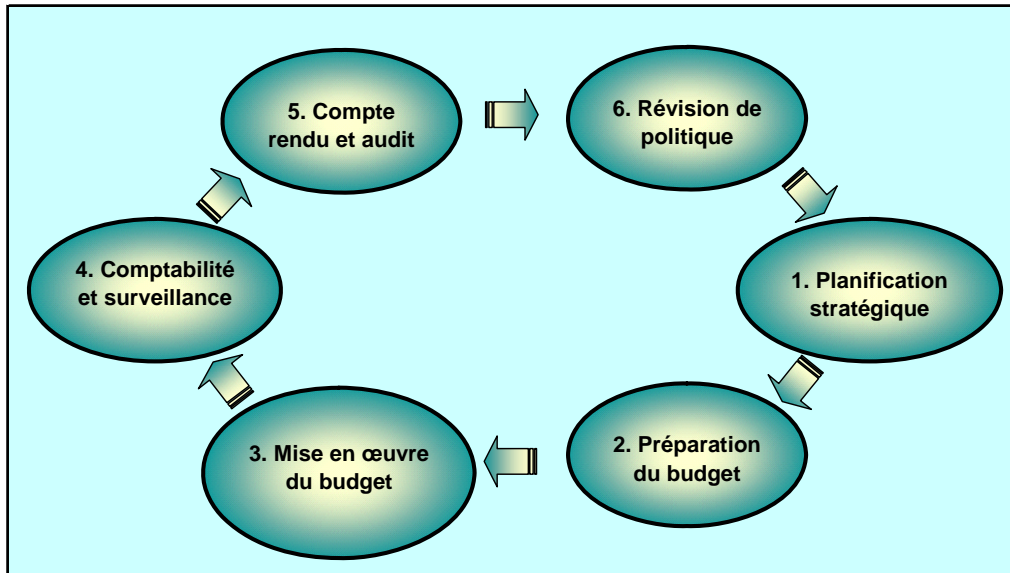 5. Compte
rendu et audit
6. Révision de
politique
4. Comptabilité
et surveillance
1. Planification
stratégique
3. Mise en œuvre
du budget
2. Préparation
du budget